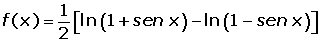 f(x) = 1/2 [ln(1 + sen x) − ln(1 − sen x)]